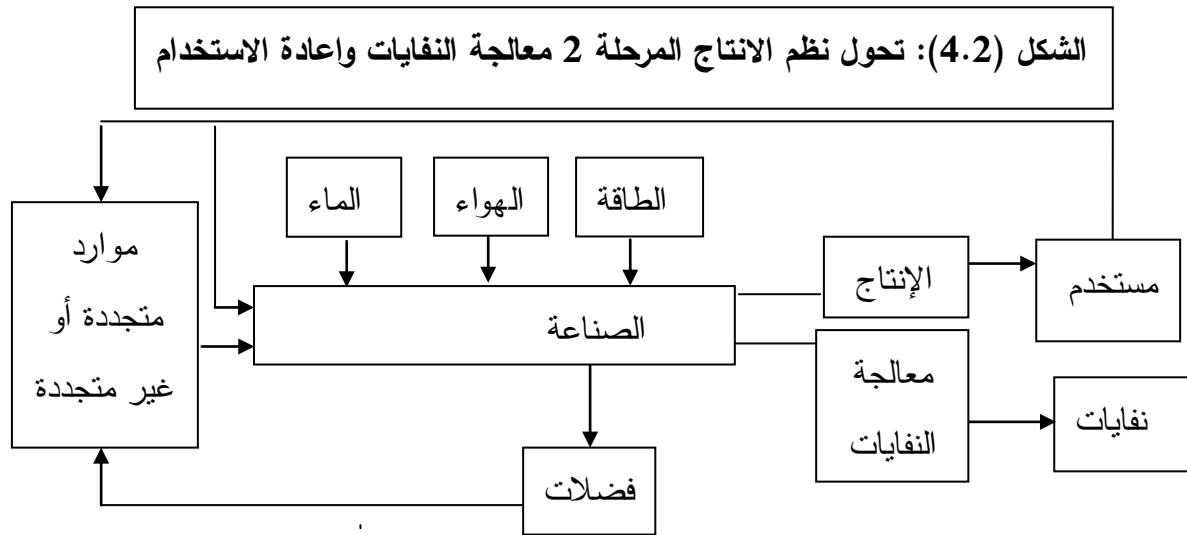 الشكل (4.2): تحول نظم الانتاج المرحلة 2 معالجة النفايات واعادة الاستخدام
الماء
الهواء
الطاقة
موارد
متجددة أو
غير متجددة
الصناعة
الإنتاج
مستخدم
معالجة
النفايات
نفايات
فضلات